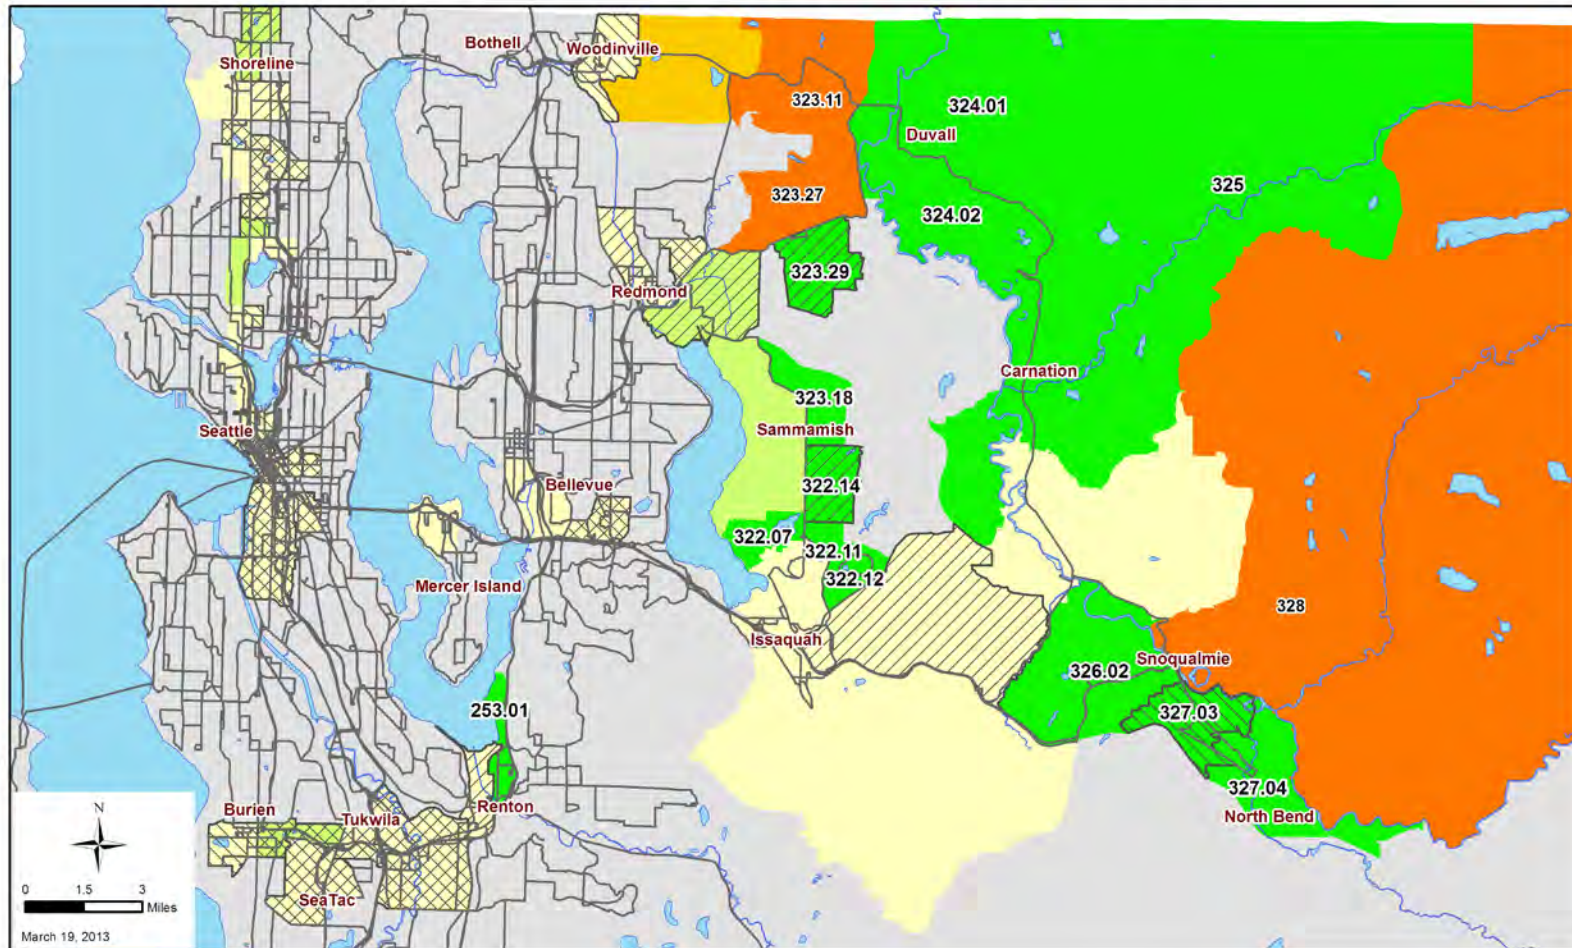 Bothell
Woodinville
Shoreline
323.11
324.01
Duvall
325
323.27
324.02
323.29
Redmond
Carnation
323.18
Seattle
Sammamish
Bellevue
322.14
322.07
322.11
322.12
Mercer Island
328
Issaquah
Snoqualmie
326.02
253.01
327.03
327.04
Renton
Burien
Tukwila
North Bend
SeaTac
N
0 1.5 3
Miles
March 19, 2013